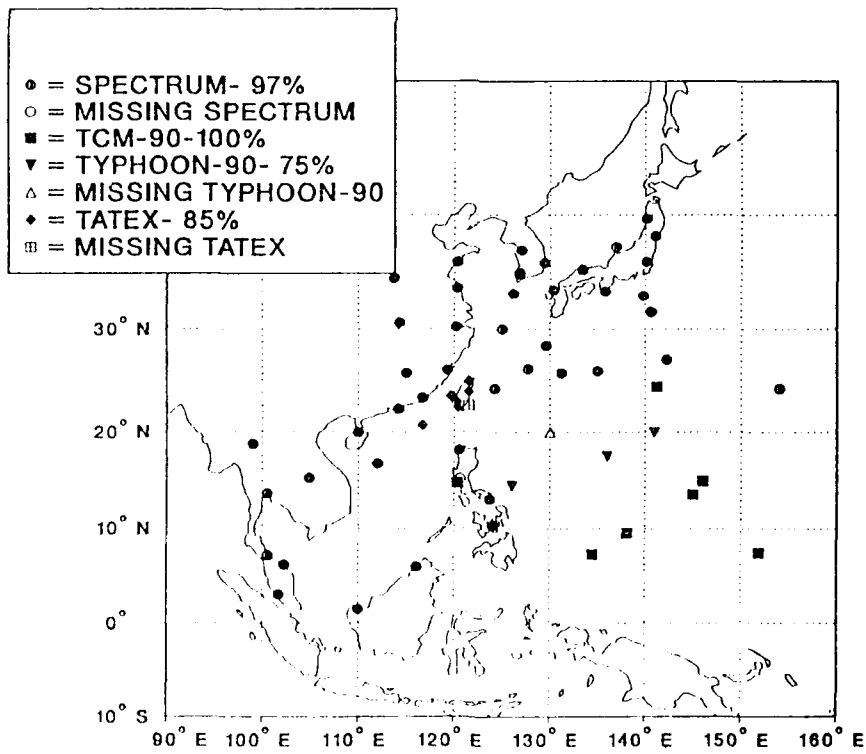 ◑ = SPECTRUM- 97%
○ = MISSING SPECTRUM
■ = TCM-90-100%
▼ = TYPHOON-90- 75%
△ = MISSING TYPHOON-90
◆ = TATEX- 85%
⊞ = MISSING TATEX
30° N
20° N
10° N
0°
10° S
90° E 100° E 110° E 120° E 130° E 140° E 150° E 160° E